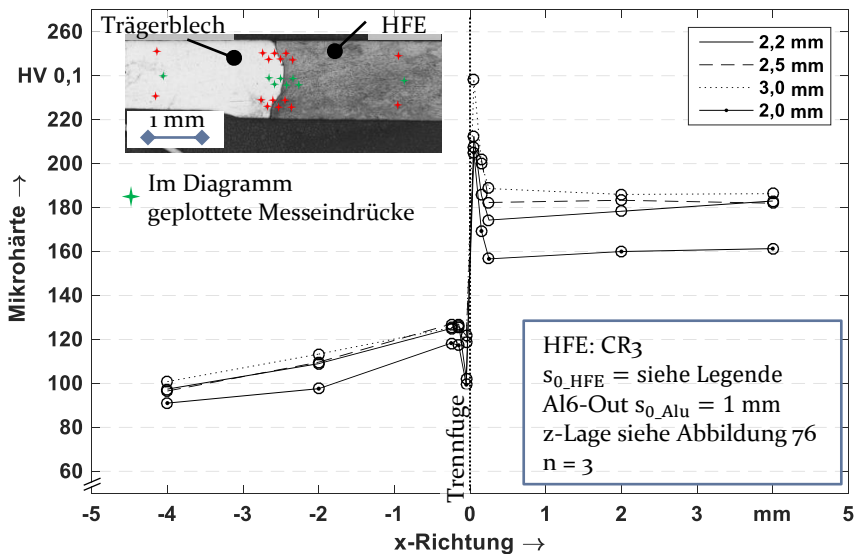 Mikrohärte →
260
HV 0,1
220
200
180
160
140
120
100
80
60
Trägerblech
HFE
1 mm
Im Diagramm
geplottete Messeindrücke
2,2 mm
2,5 mm
3,0 mm
2,0 mm
HFE: CR3
s0_HFE = siehe Legende
Al6-Out s0_Alu = 1 mm
z-Lage siehe Abbildung 76
n = 3
Trennfuge
-5
-4
-3
-2
-1
0
1
2
3
mm
5
x-Richtung →